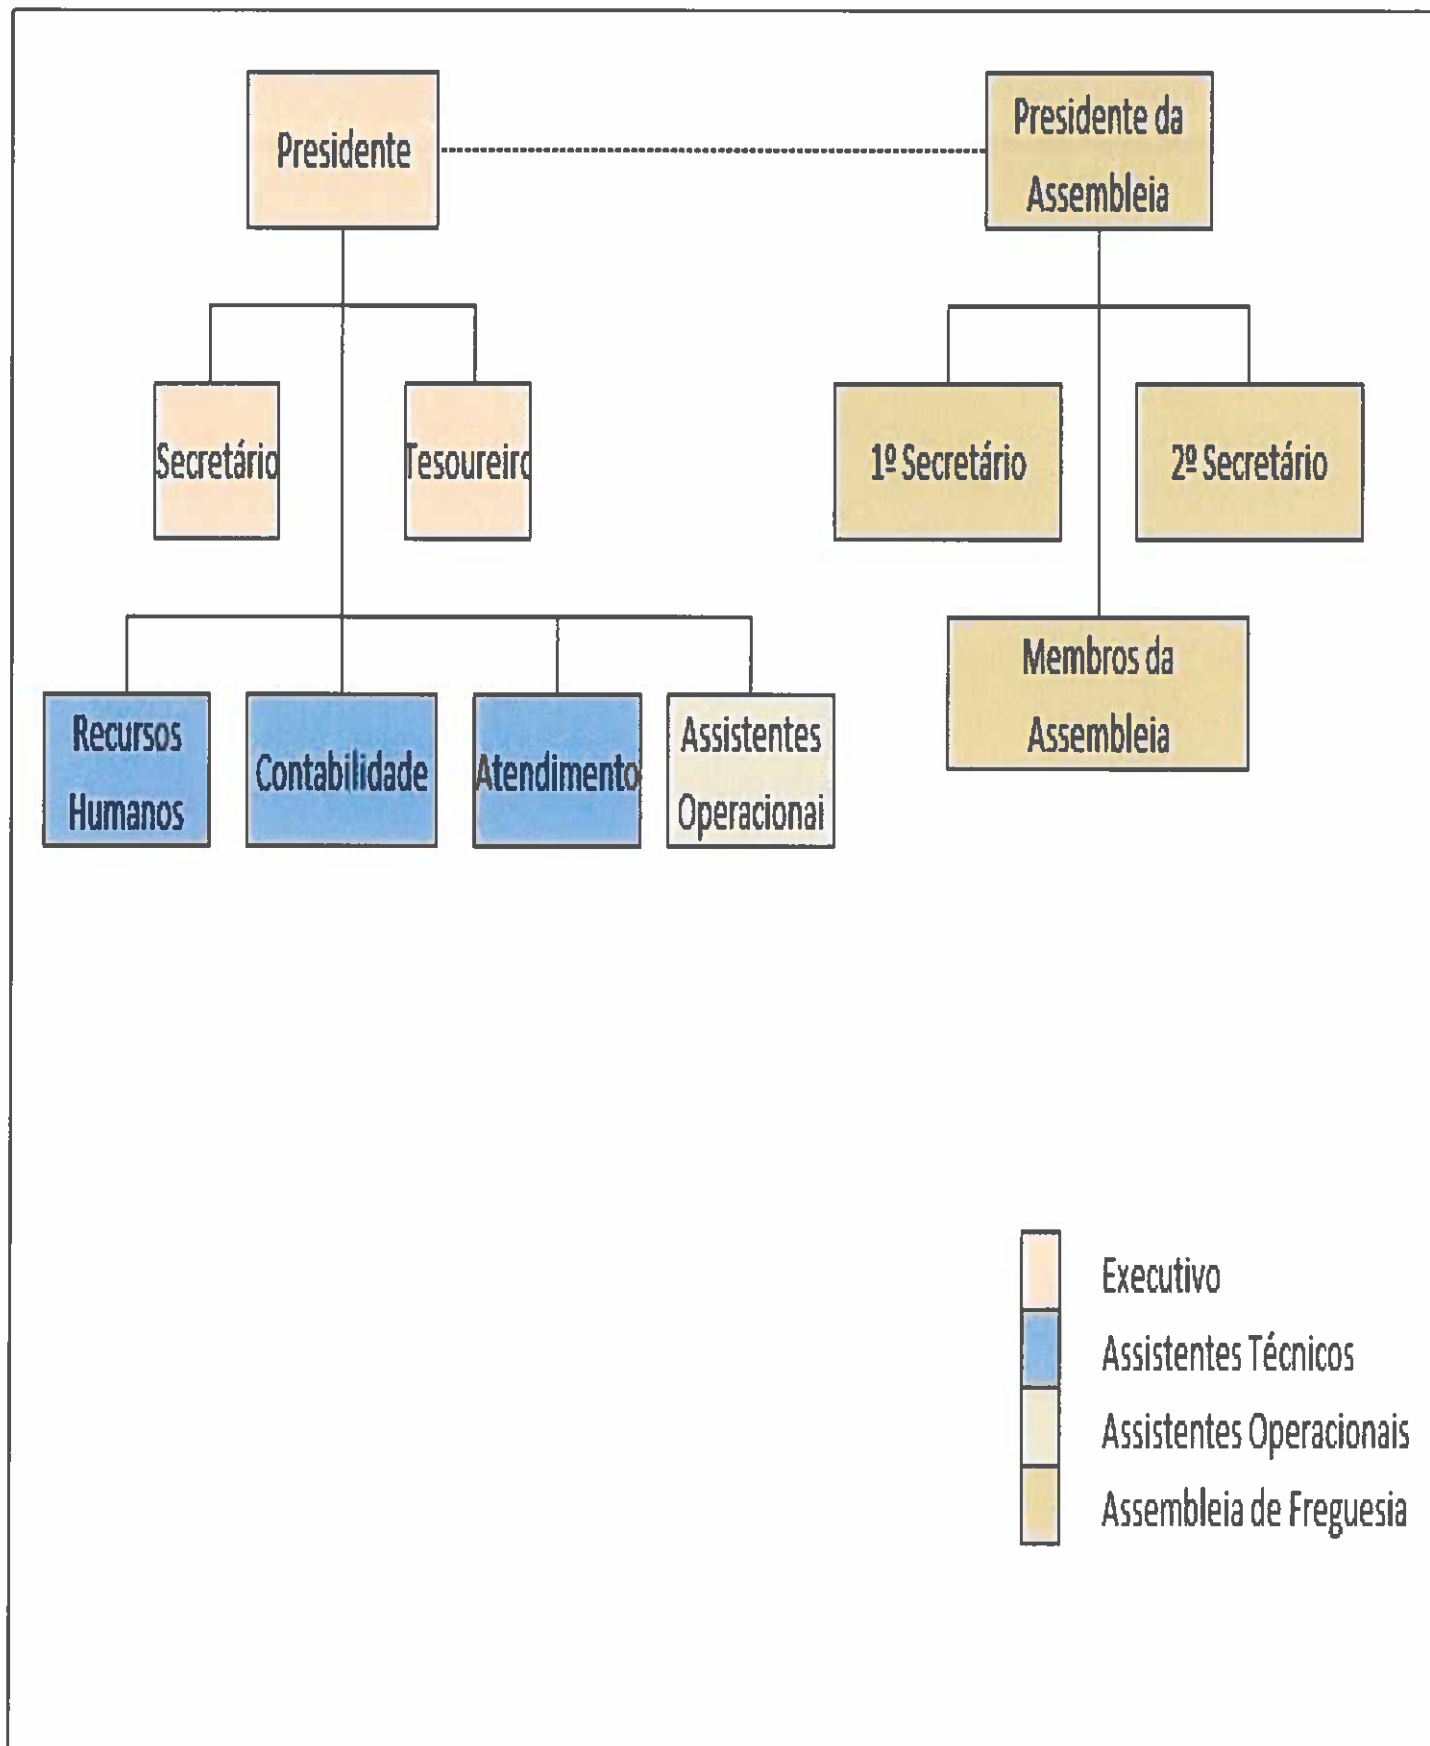 Presidente
Presidente da
Assembleia
Secretário
Tesoureiro
1º Secretário
2º Secretário
Recursos
Humanos
Contabilidade
Atendimento
Assistentes
Operacionai
Membros da
Assembleia
Executivo
Assistentes Técnicos
Assistentes Operacionais
Assembleia de Freguesia